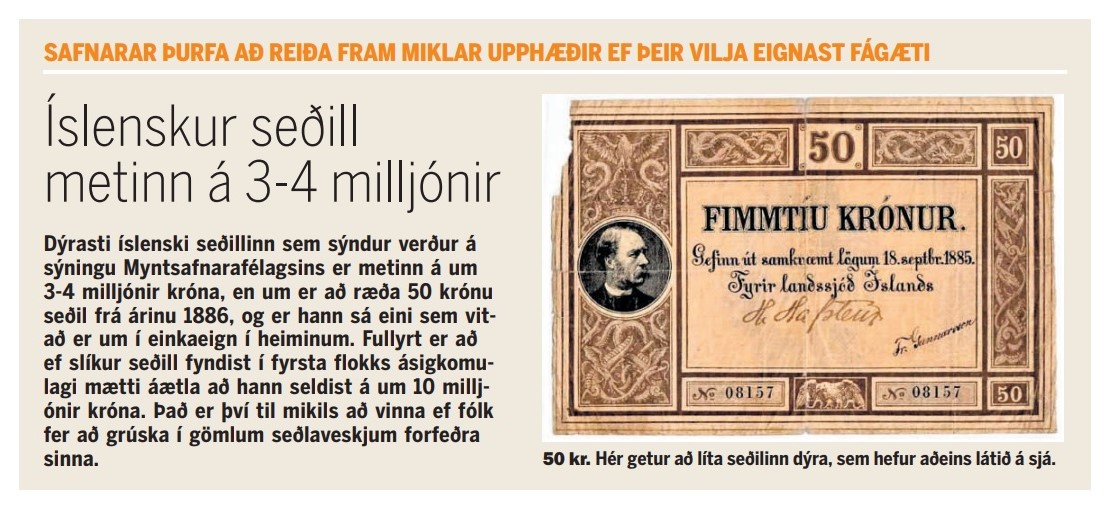 SAFNARAR ÞURFA AÐ REIÐA FRAM MIKLAR UPPHÆÐIR EF ÞEIR VILJA EIGNAST FÁGÆTI
Íslenskur seðill
metinn á 3-4 milljónir
Dýrasti íslenski seðillinn sem sýndur verður á
sýningu Myntsafnarafélagsins er metinn á um
3-4 milljónir króna, en um er að ræða 50 krónu
seðil frá árinu 1886, og er hann sá eini sem vit-
að er um í einkaeign í heiminum. Fullyrt er að
ef slíkur seðill fyndist í fyrsta flokks ásigkomu-
lagi mætti áætla að hann seldist á um 10 millj-
ónir króna. Það er því til mikils að vinna ef fólk
fer að grúska í gömlum seðlaveskjum forfeðra
sinna.
50
50
FIMMTÍU KRÓNUR.
Gefinn út samkvæmt lögum 18. septbr. 1885.
Fyrir landssjóð Íslands
Tr. Gunnarsson
No 08157
No 08157
50
50 kr. Hér getur að líta seðilinn dýra, sem hefur aðeins látið á sjá.